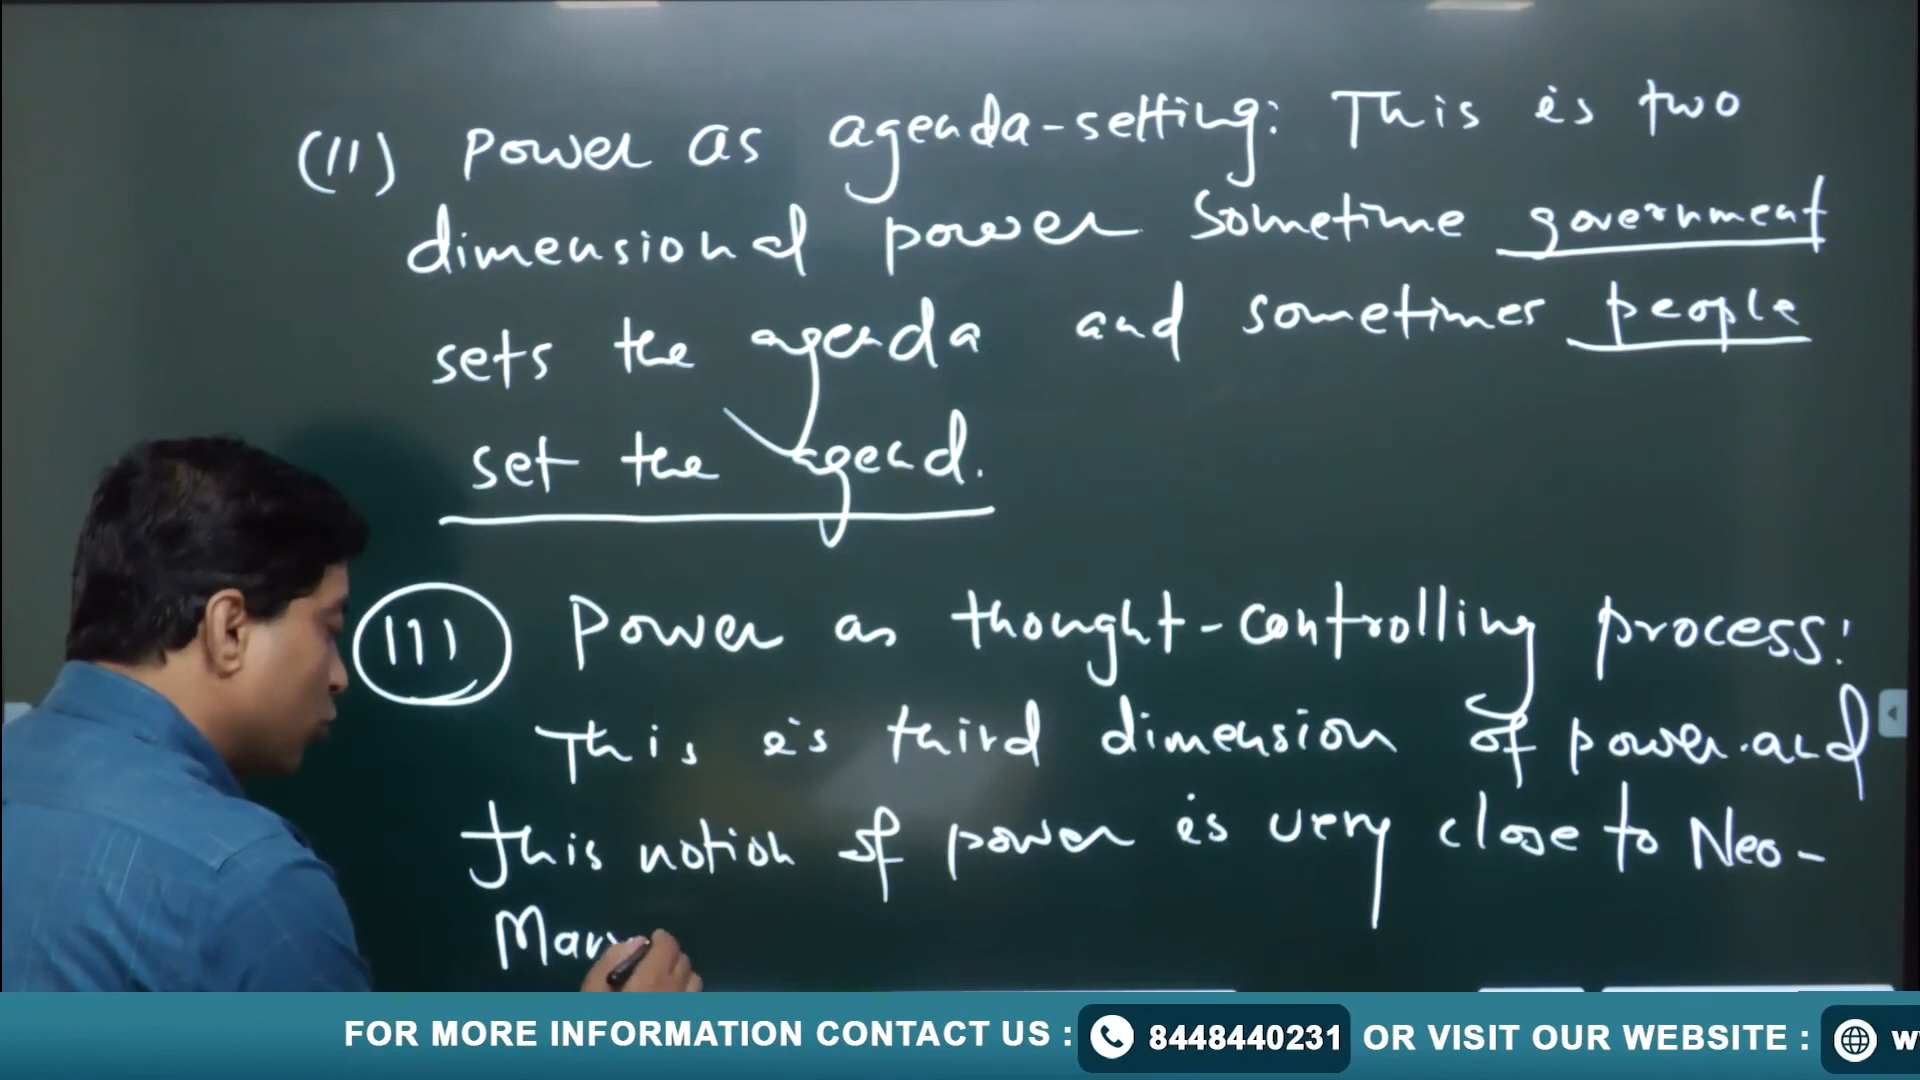 (II) Power as agenda-setting: This is two
dimensional power. Sometime government
sets the agenda and sometimes people
set the agend.
III Power as thought-controlling process:
This is third dimension of power and
this notion of power is very close to Neo-
Marx
FOR MORE INFORMATION CONTACT US : 8448440231 OR VISIT OUR WEBSITE :